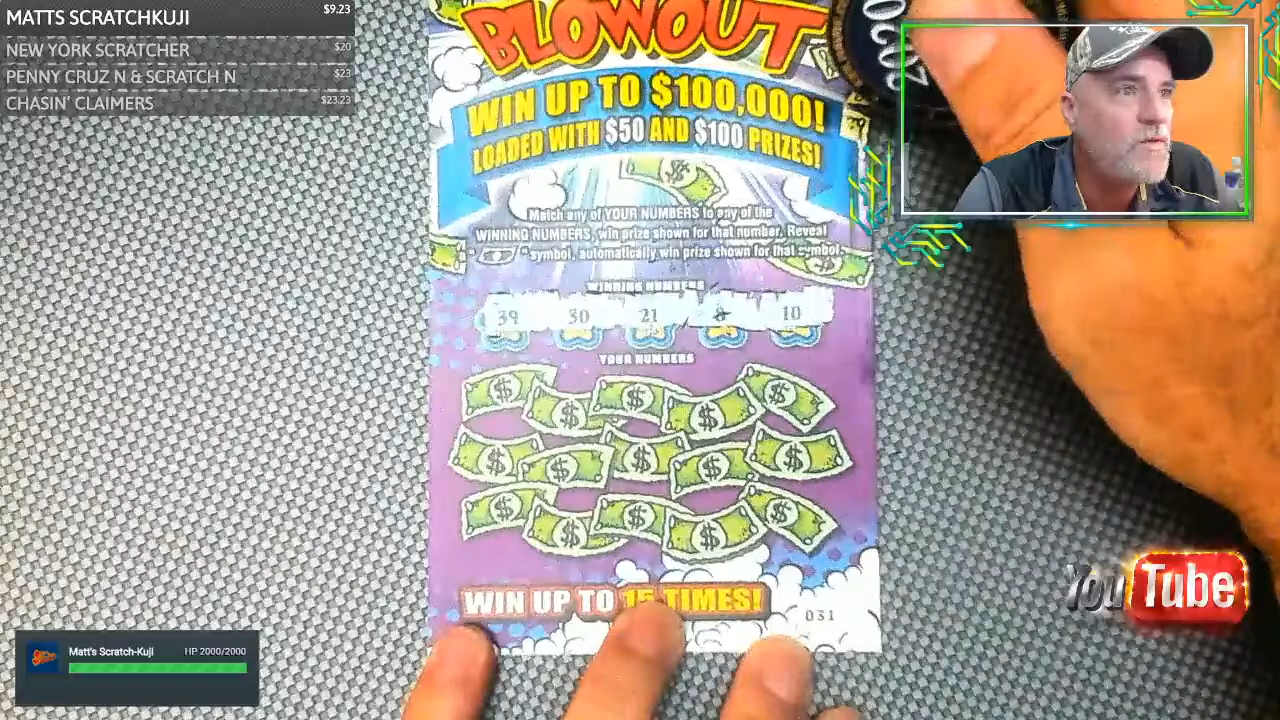 MATTS SCRATCHKUJI $9.23
NEW YORK SCRATCHER $20
PENNY CRUZ N & SCRATCH N $23
CHASIN' CLAIMERS $23.23
BLOWOUT
WIN UP TO $100,000!
LOADED WITH $50 AND $100 PRIZES!
Match any of YOUR NUMBERS to any of the
WINNING NUMBERS, win prize shown for that number. Reveal
" " symbol, automatically win prize shown for that symbol.
WINNING NUMBERS
39 30 21 8 10
YOUR NUMBERS
WIN UP TO 15 TIMES!
031
YouTube
Matt's Scratch-Kuji HP 2000/2000